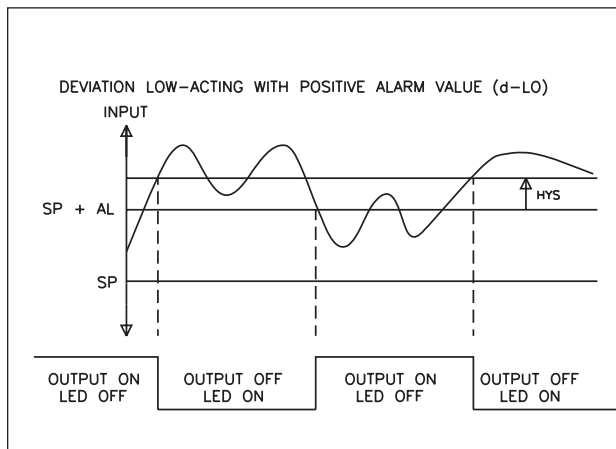 DEVIATION LOW-ACTING WITH POSITIVE ALARM VALUE (d-LO)
INPUT
SP + AL
HYS
SP
OUTPUT ON
LED OFF
OUTPUT OFF
LED ON
OUTPUT ON
LED OFF
OUTPUT OFF
LED ON